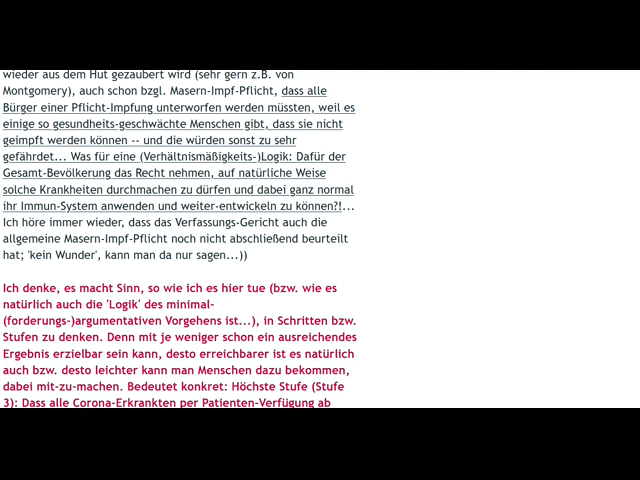 wieder aus dem Hut gezaubert wird (sehr gern z.B. von
Montgomery), auch schon bzgl. Masern-Impf-Pflicht, dass alle
Bürger einer Pflicht-Impfung unterworfen werden müssten, weil es
einige so gesundheits-geschwächte Menschen gibt, dass sie nicht
geimpft werden können -- und die würden sonst zu sehr
gefährdet... Was für eine (Verhältnismäßigkeits-)Logik: Dafür der
Gesamt-Bevölkerung das Recht nehmen, auf natürliche Weise
solche Krankheiten durchmachen zu dürfen und dabei ganz normal
ihr Immun-System anwenden und weiter-entwickeln zu können?!...
Ich höre immer wieder, dass das Verfassungs-Gericht auch die
allgemeine Masern-Impf-Pflicht noch nicht abschließend beurteilt
hat; 'kein Wunder', kann man da nur sagen...))
Ich denke, es macht Sinn, so wie ich es hier tue (bzw. wie es
natürlich auch die 'Logik' des minimal-
(forderungs-)argumentativen Vorgehens ist...), in Schritten bzw.
Stufen zu denken. Denn mit je weniger schon ein ausreichendes
Ergebnis erzielbar sein kann, desto erreichbarer ist es natürlich
auch bzw. desto leichter kann man Menschen dazu bekommen,
dabei mit-zu-machen. Bedeutet konkret: Höchste Stufe (Stufe
3): Dass alle Corona-Erkrankten per Patienten-Verfügung ab